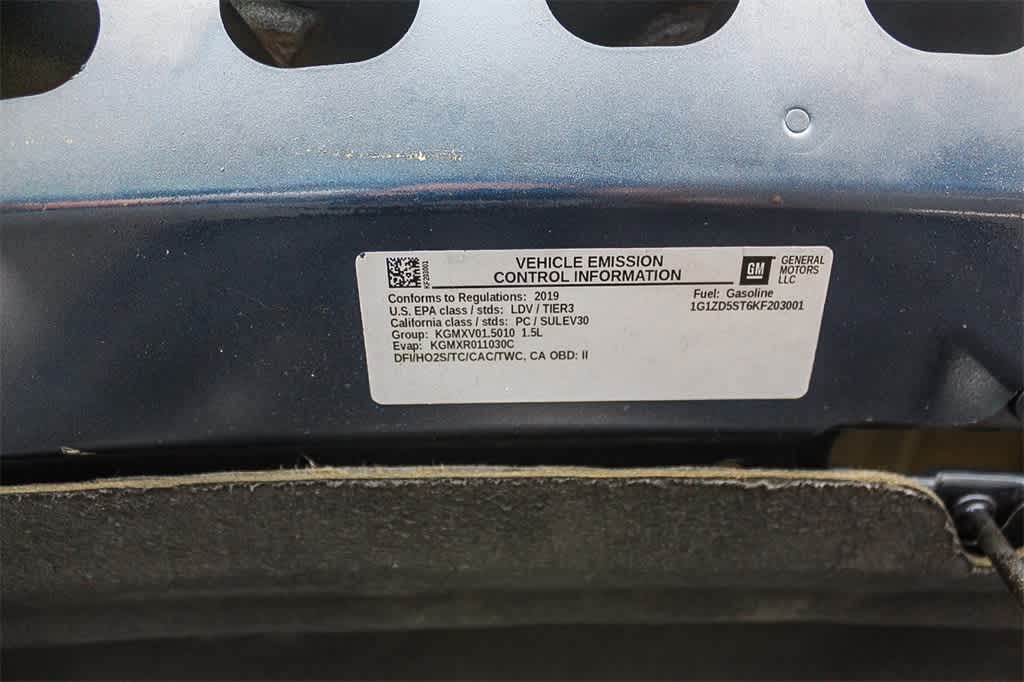 VEHICLE EMISSION
CONTROL INFORMATION
KF203001
GM
GENERAL
MOTORS
LLC
Conforms to Regulations: 2019
U.S. EPA class / stds: LDV / TIER3
California class / stds: PC / SULEV30
Group: KGMXV01.5010 1.5L
Evap: KGMXR011030C
DFI/HO2S/TC/CAC/TWC, CA OBD: II
Fuel: Gasoline
1G1ZD5ST6KF203001